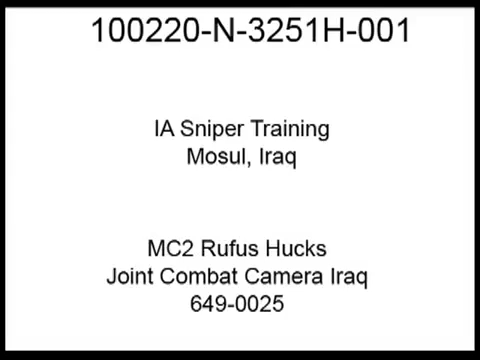 100220-N-3251H-001
IA Sniper Training
Mosul, Iraq
MC2 Rufus Hucks
Joint Combat Camera Iraq
649-0025